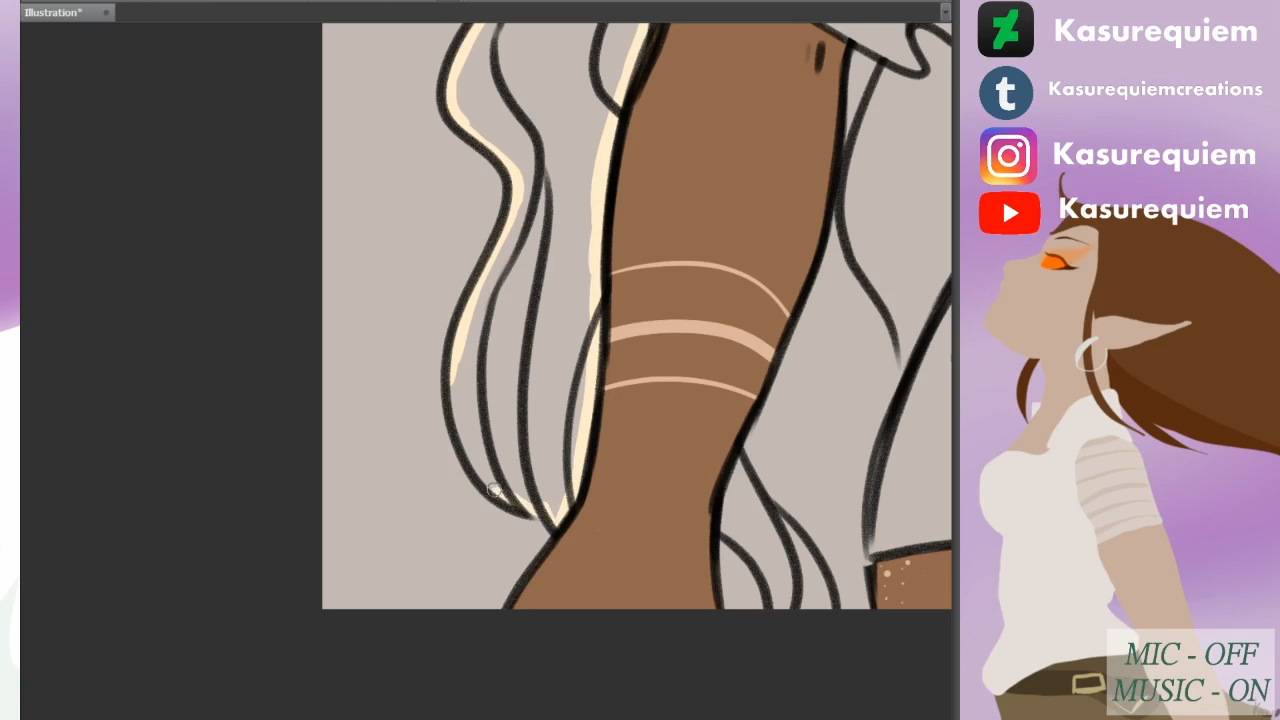 Illustration*
Kasurequiem
Kasurequiemcreations
Kasurequiem
Kasurequiem
MIC - OFF
MUSIC - ON